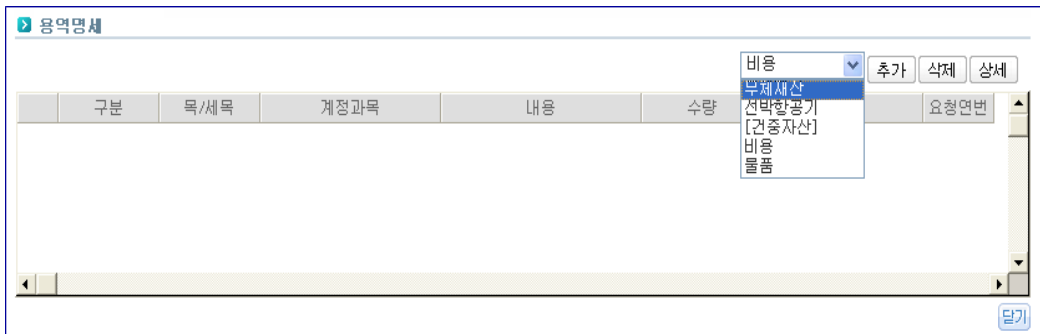 용역명세
비용 추가 삭제 상세
구분 목/세목 계정과목 내용 수량 요청연번
무체재산
선박항공기
[건중자산]
비용
물품
닫기